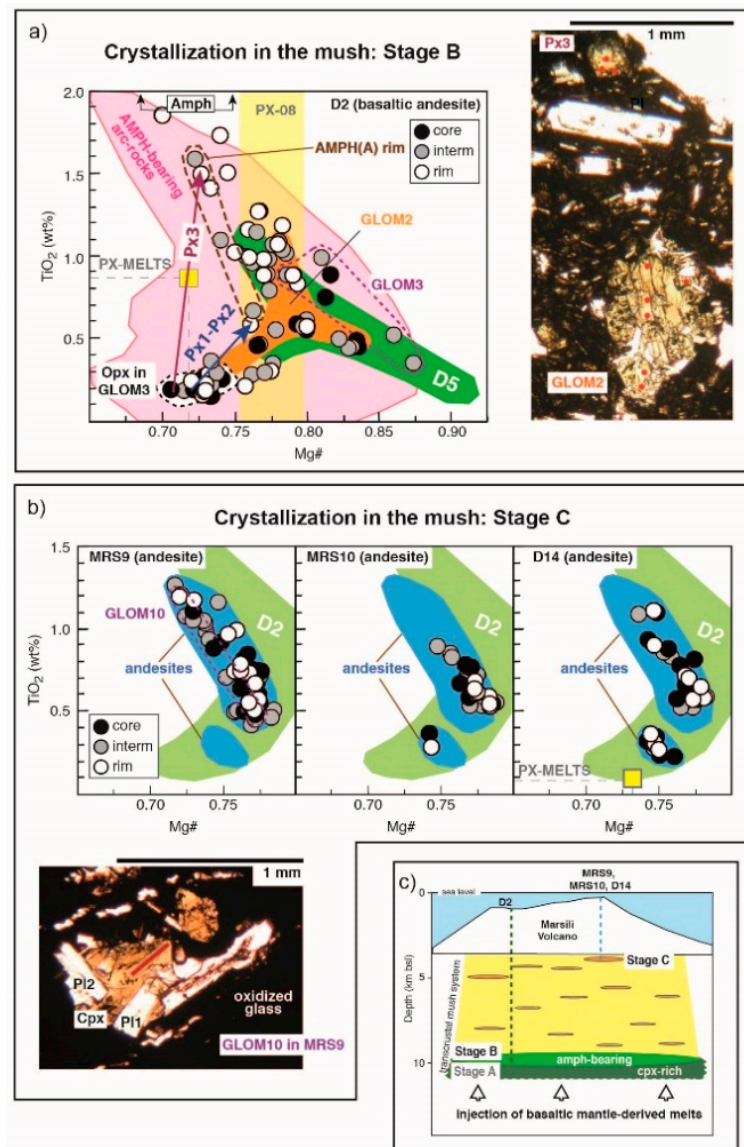 a)
Crystallization in the mush: Stage B
1 mm
Px3
Pl
GLOM2
Amph
PX-08
D2 (basaltic andesite)
core
interm
rim
AMPH-bearing
arc-rocks
AMPH(A) rim
GLOM2
GLOM3
Px3
PX-MELTS
Px1-Px2
Opx in
GLOM3
D5
TiO2 (wt%)
2.0
1.5
1.0
0.5
0.70
0.75
0.80
0.85
0.90
Mg#
b)
Crystallization in the mush: Stage C
MRS9 (andesite)
MRS10 (andesite)
D14 (andesite)
GLOM10
D2
andesites
D2
andesites
D2
andesites
core
interm
rim
PX-MELTS
TiO2 (wt%)
1.5
1.0
0.5
0.70
0.75
0.70
0.75
0.70
0.75
Mg#
Mg#
Mg#
1 mm
Pl2
Cpx
Pl1
oxidized
glass
GLOM10 in MRS9
c)
MRS9,
MRS10, D14
sea level
D2
Marsili
Volcano
Stage C
Depth (km bsl)
0
5
10
transcrustal mush system
Stage B
amph-bearing
Stage A
cpx-rich
Injection of basaltic mantle-derived melts